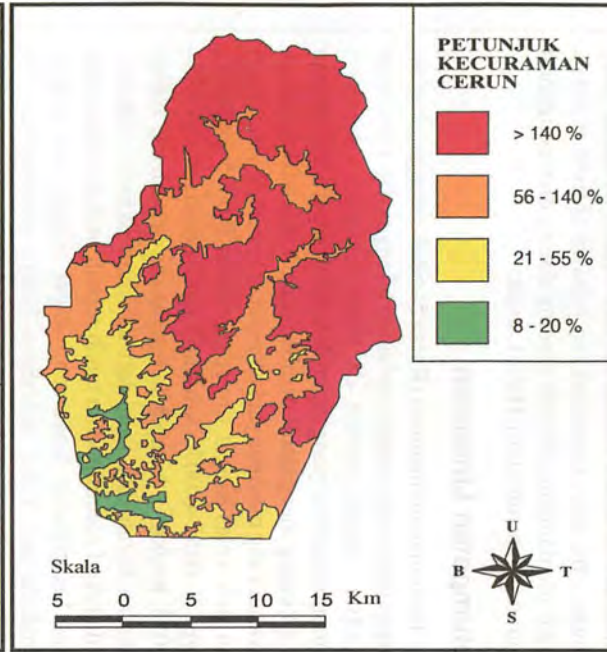 PETUNJUK
KECURAMAN
CERUN
> 140 %
56 - 140 %
21 - 55 %
8 - 20 %
Skala
5 0 5 10 15 Km
U
B T
S